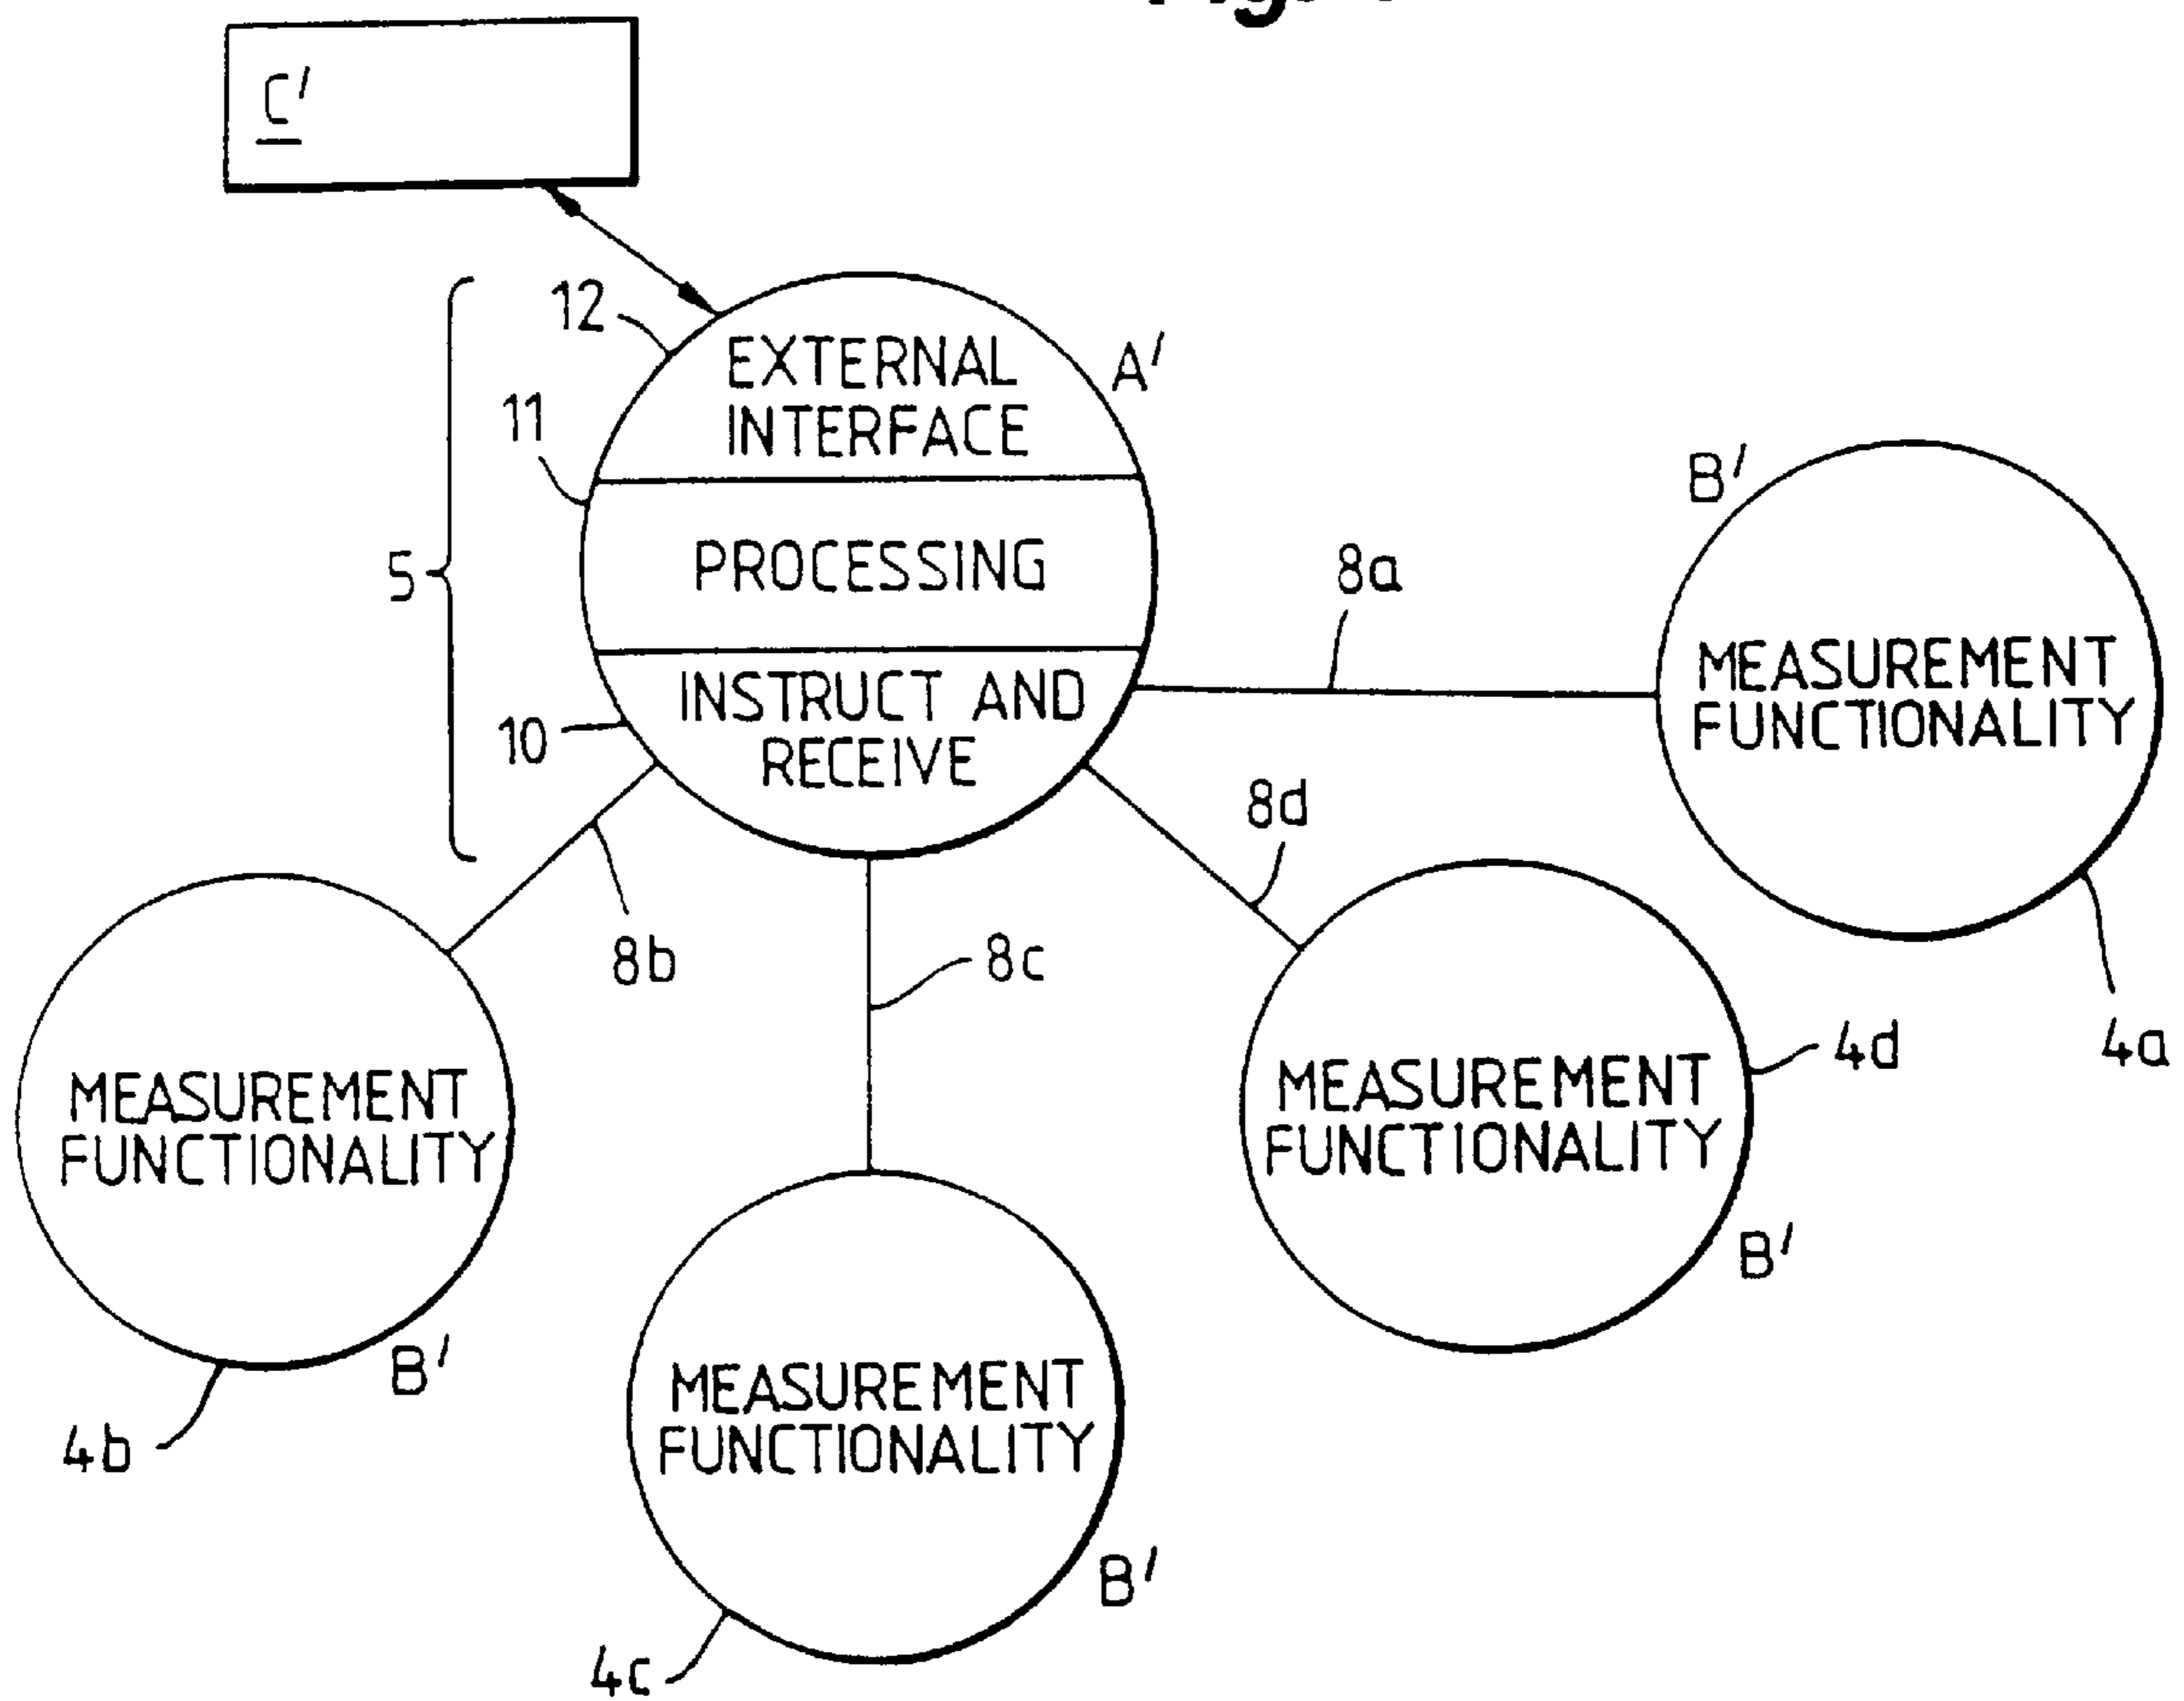 C'
12
EXTERNAL
INTERFACE
A'
11
B'
5
PROCESSING
8a
MEASUREMENT
FUNCTIONALITY
INSTRUCT AND
RECEIVE
10
8d
8b
8c
4d
4a
MEASUREMENT
FUNCTIONALITY
MEASUREMENT
FUNCTIONALITY
B'
B'
4b
MEASUREMENT
FUNCTIONALITY
B'
4c